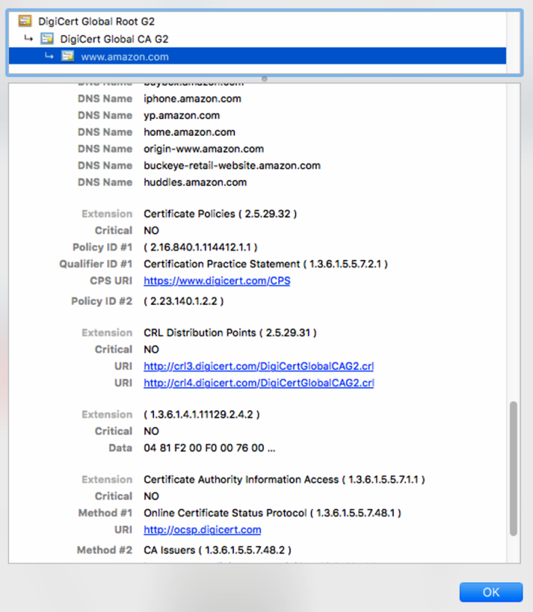 DigiCert Global Root G2
DigiCert Global CA G2
www.amazon.com
DNS Name buybox.amazon.com
DNS Name iphone.amazon.com
DNS Name yp.amazon.com
DNS Name home.amazon.com
DNS Name origin-www.amazon.com
DNS Name buckeye-retail-website.amazon.com
DNS Name huddles.amazon.com
Extension Certificate Policies ( 2.5.29.32 )
Critical NO
Policy ID #1 ( 2.16.840.1.114412.1.1 )
Qualifier ID #1 Certification Practice Statement ( 1.3.6.1.5.5.7.2.1 )
CPS URI https://www.digicert.com/CPS
Policy ID #2 ( 2.23.140.1.2.2 )
Extension CRL Distribution Points ( 2.5.29.31 )
Critical NO
URI http://crl3.digicert.com/DigiCertGlobalCAG2.crl
URI http://crl4.digicert.com/DigiCertGlobalCAG2.crl
Extension ( 1.3.6.1.4.1.11129.2.4.2 )
Critical NO
Data 04 81 F2 00 F0 00 76 00 ...
Extension Certificate Authority Information Access ( 1.3.6.1.5.5.7.1.1 )
Critical NO
Method #1 Online Certificate Status Protocol ( 1.3.6.1.5.5.7.48.1 )
URI http://ocsp.digicert.com
Method #2 CA Issuers ( 1.3.6.1.5.5.7.48.2 )
OK